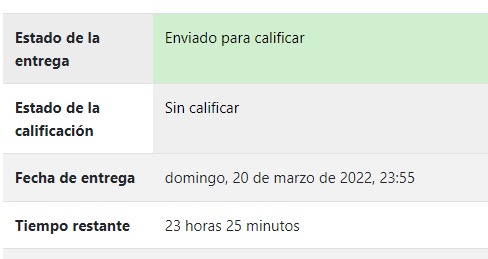 Estado de la Enviado para calificar
entrega
Estado de la Sin calificar
calificación
Fecha de entrega domingo, 20 de marzo de 2022, 23:55
Tiempo restante 23 horas 25 minutos